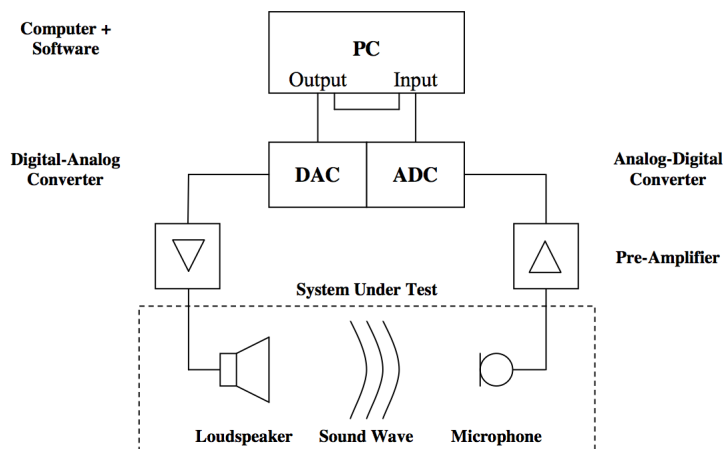 Computer +
Software
PC
Output Input
Digital-Analog
Converter
DAC ADC
Analog-Digital
Converter
Pre-Amplifier
System Under Test
Loudspeaker Sound Wave Microphone